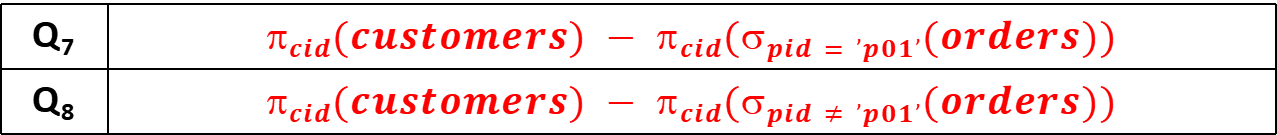 Q₇ π_cid(customers) − π_cid(σ_pid = 'p01'(orders))
Q₈ π_cid(customers) − π_cid(σ_pid ≠ 'p01'(orders))